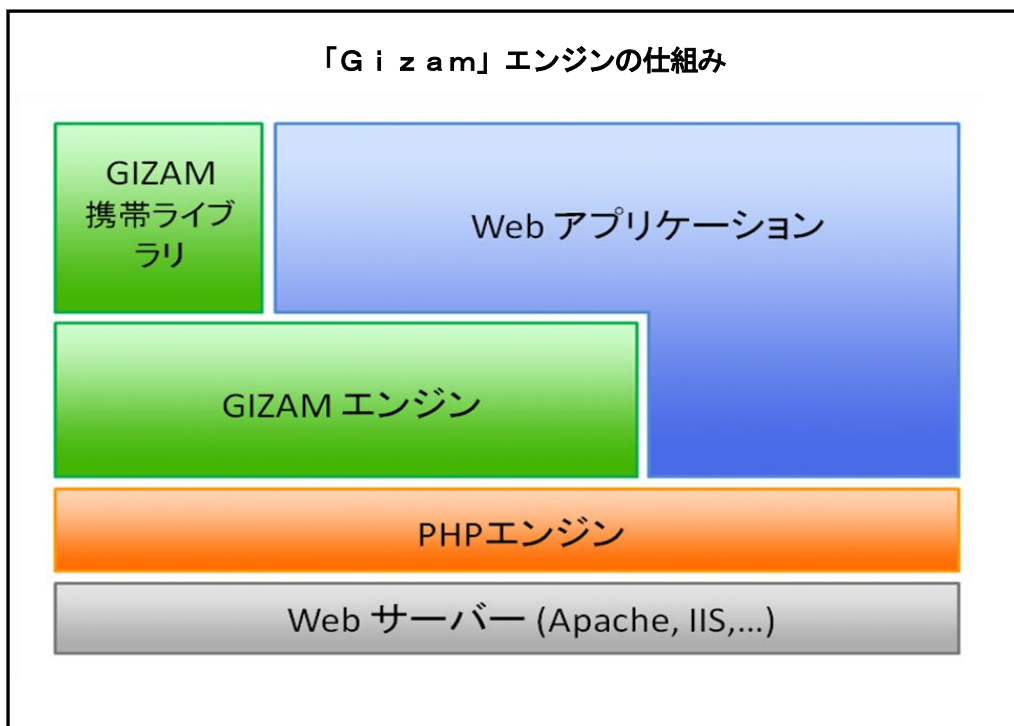 「Ｇｉｚａｍ」エンジンの仕組み
GIZAM
携帯ライブ
ラリ
Web アプリケーション
GIZAM エンジン
PHPエンジン
Web サーバー (Apache, IIS,...)